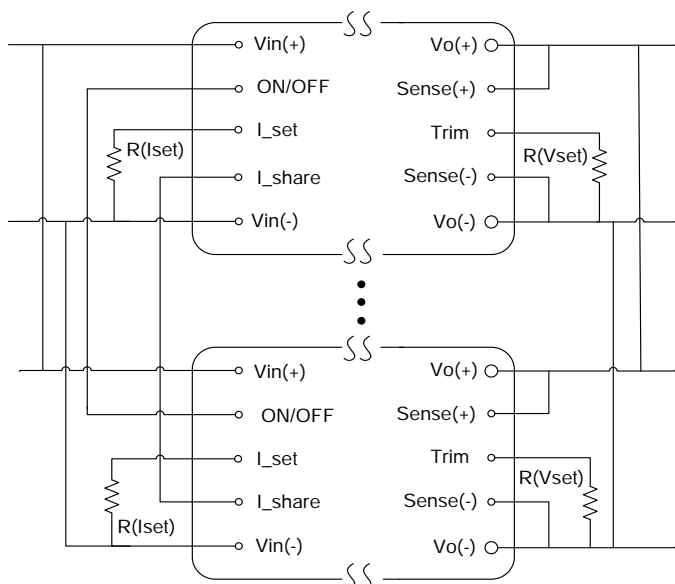 Vin(+)
Vo(+)
ON/OFF
Sense(+)
I_set
Trim
R(Iset)
R(Vset)
I_share
Sense(-)
Vin(-)
Vo(-)
Vin(+)
Vo(+)
ON/OFF
Sense(+)
I_set
Trim
R(Vset)
I_share
Sense(-)
R(Iset)
Vin(-)
Vo(-)